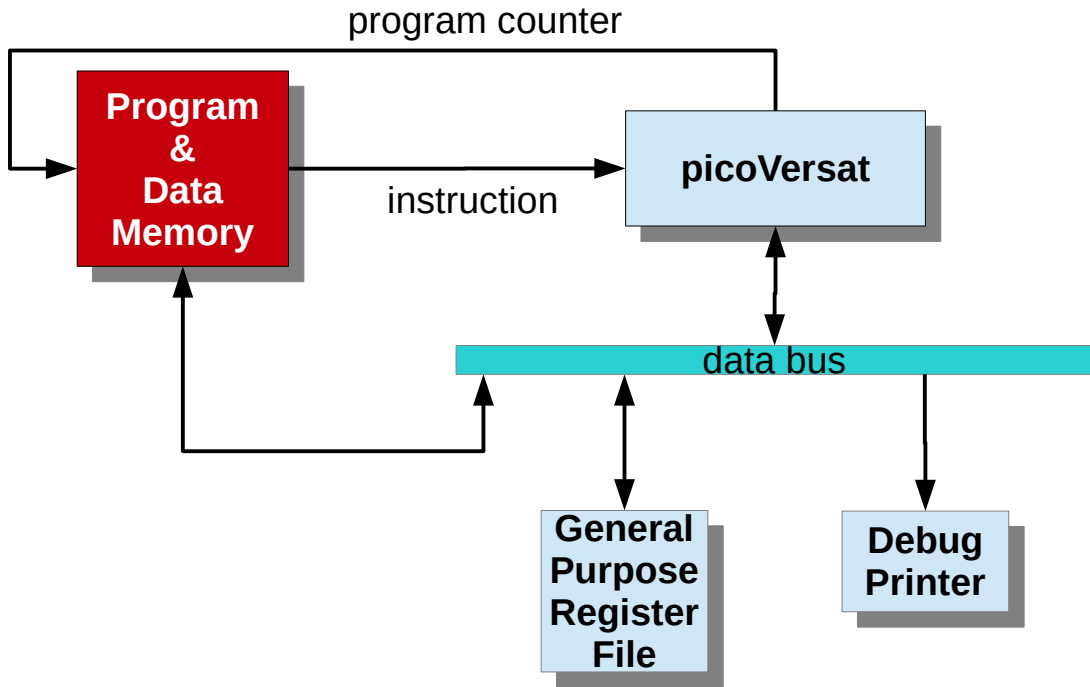 program counter
Program
&
Data
Memory
instruction
picoVersat
data bus
General
Purpose
Register
File
Debug
Printer